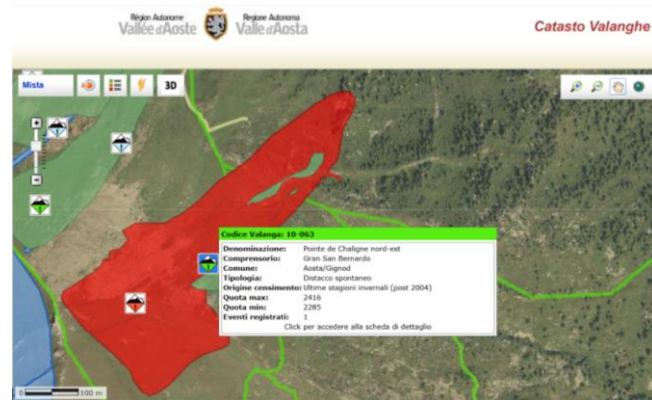 Région Autonome
Vallée d'Aoste
Regione Autonoma
Valle d'Aosta
Catasto Valanghe
Mista
3D
Codice Valanga: 10-063
Denominazione: Pointe de Chaligne nord-est
Comprensorio: Gran San Bernardo
Comune: Aosta/Gignod
Tipologia: Distacco spontaneo
Origine censimento: Ultime stagioni invernali (post 2004)
Quota max: 2416
Quota min: 2285
Eventi registrati: 1
Click per accedere alla scheda di dettaglio
0 100 m